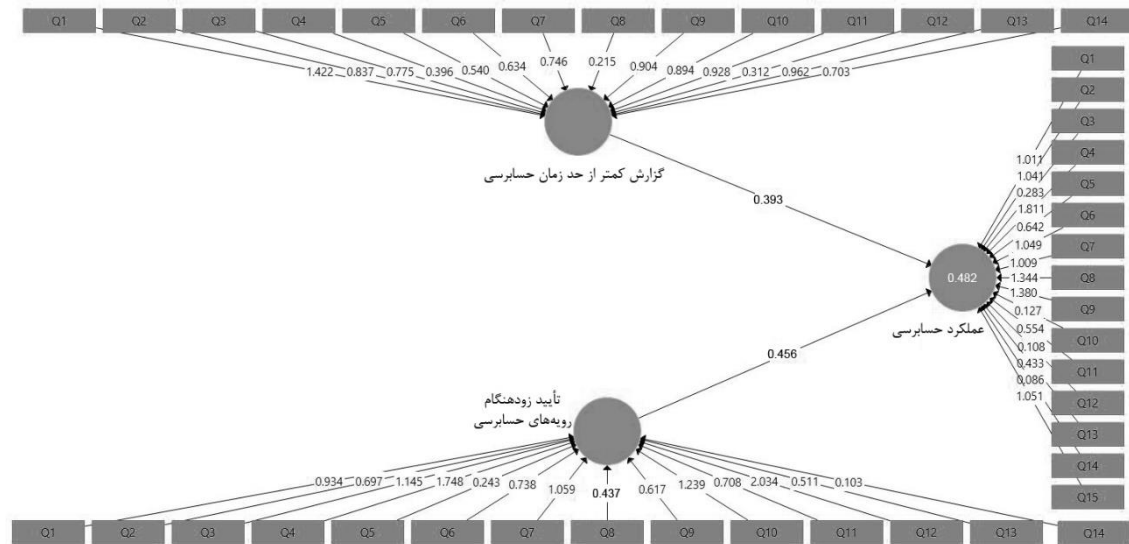 Q1 Q2 Q3 Q4 Q5 Q6 Q7 Q8 Q9 Q10 Q11 Q12 Q13 Q14
1.422 0.837 0.775 0.396 0.540 0.634 0.746 0.215 0.904 0.894 0.928 0.312 0.962 0.703
گزارش کمتر از حد زمان حسابرسی
0.393
Q1
Q2
Q3
Q4
Q5
Q6
Q7
Q8
Q9
Q10
Q11
Q12
Q13
Q14
Q15
1.011
1.041
0.283
1.811
0.642
1.049
1.009
1.344
1.380
0.127
0.554
0.108
0.433
0.086
1.051
0.482
عملکرد حسابرسی
0.456
تأیید زودهنگام
رویه‌های حسابرسی
0.934 0.697 1.145 1.748 0.243 0.738 1.059 0.437 0.617 1.239 0.708 2.034 0.511 0.103
Q1 Q2 Q3 Q4 Q5 Q6 Q7 Q8 Q9 Q10 Q11 Q12 Q13 Q14